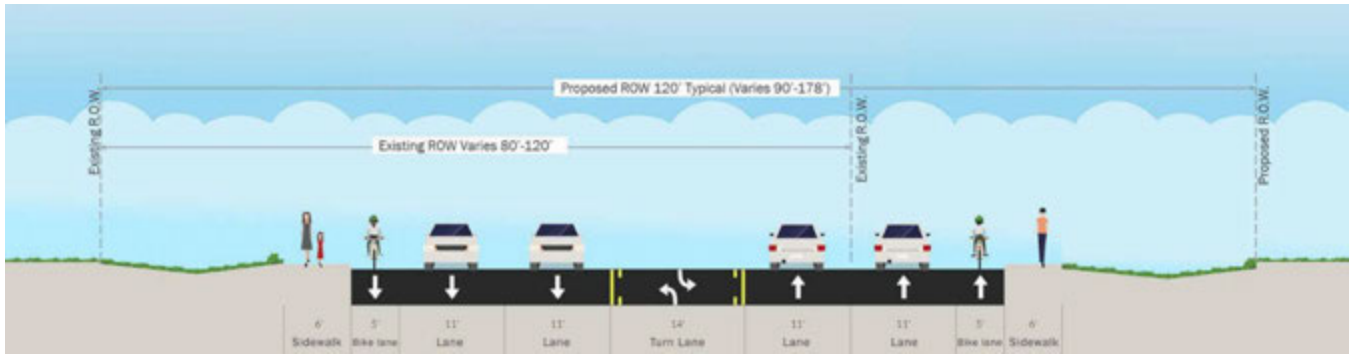 Proposed ROW 120' Typical (Varies 90'-178')
Existing R.O.W.
Existing ROW Varies 80'-120'
Existing R.O.W.
Proposed R.O.W.
6' 5' 11' 11' 14' 11' 11' 5' 6'
Sidewalk Bike lane Lane Lane Turn Lane Lane Lane Bike lane Sidewalk